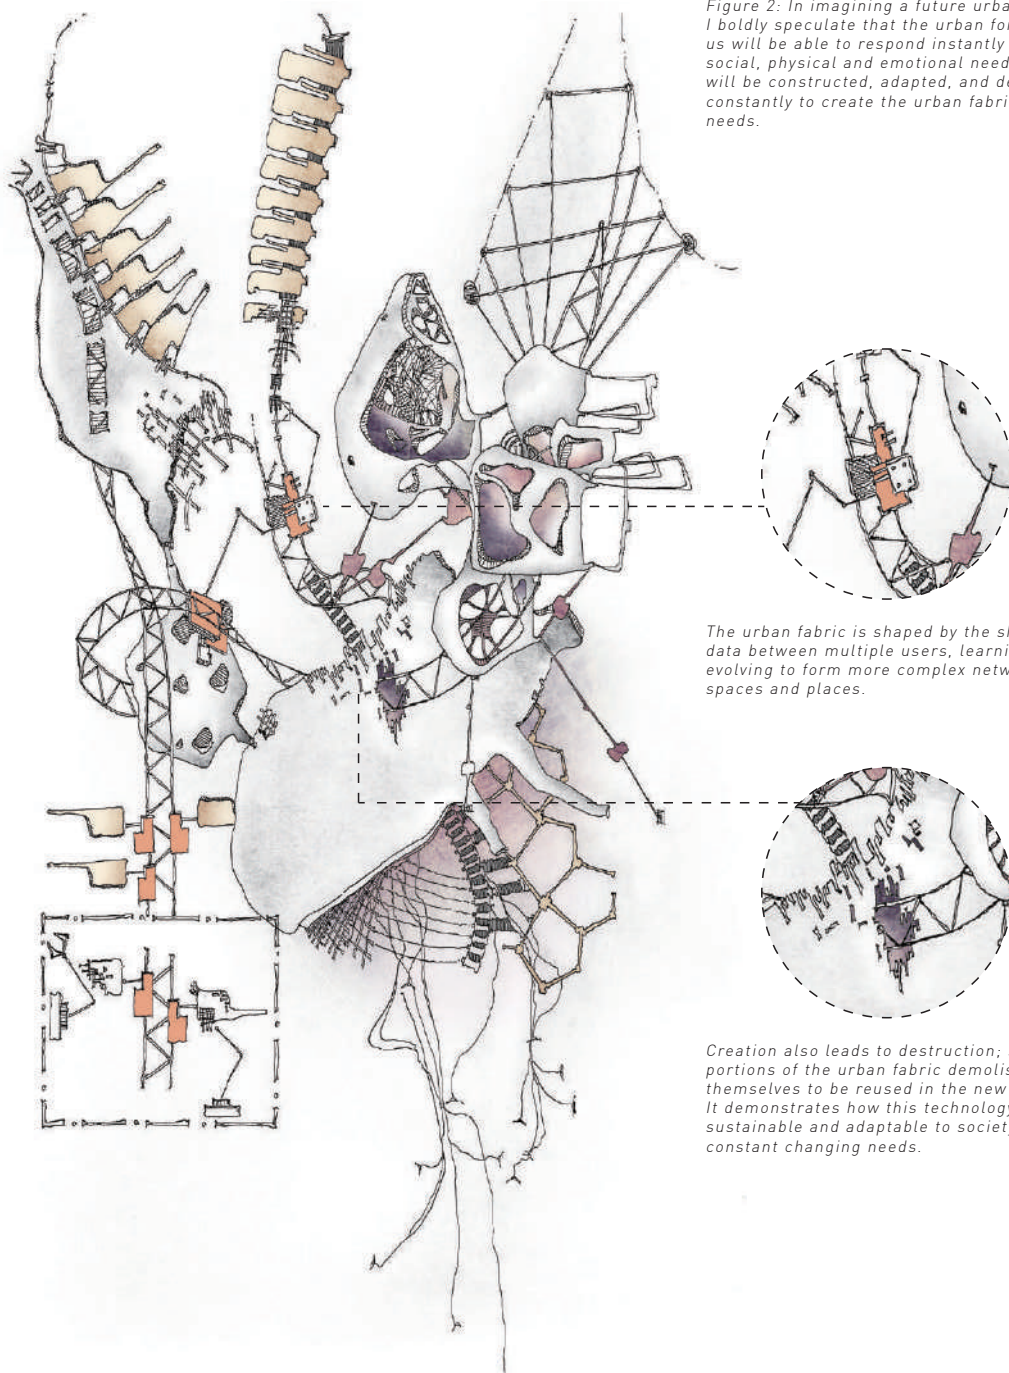 Figure 2: In imagining a future urba
I boldly speculate that the urban for
us will be able to respond instantly
social, physical and emotional need
will be constructed, adapted, and de
constantly to create the urban fabri
needs.
The urban fabric is shaped by the sh
data between multiple users, learni
evolving to form more complex netw
spaces and places.
Creation also leads to destruction;
portions of the urban fabric demolis
themselves to be reused in the new
It demonstrates how this technology
sustainable and adaptable to society
constant changing needs.